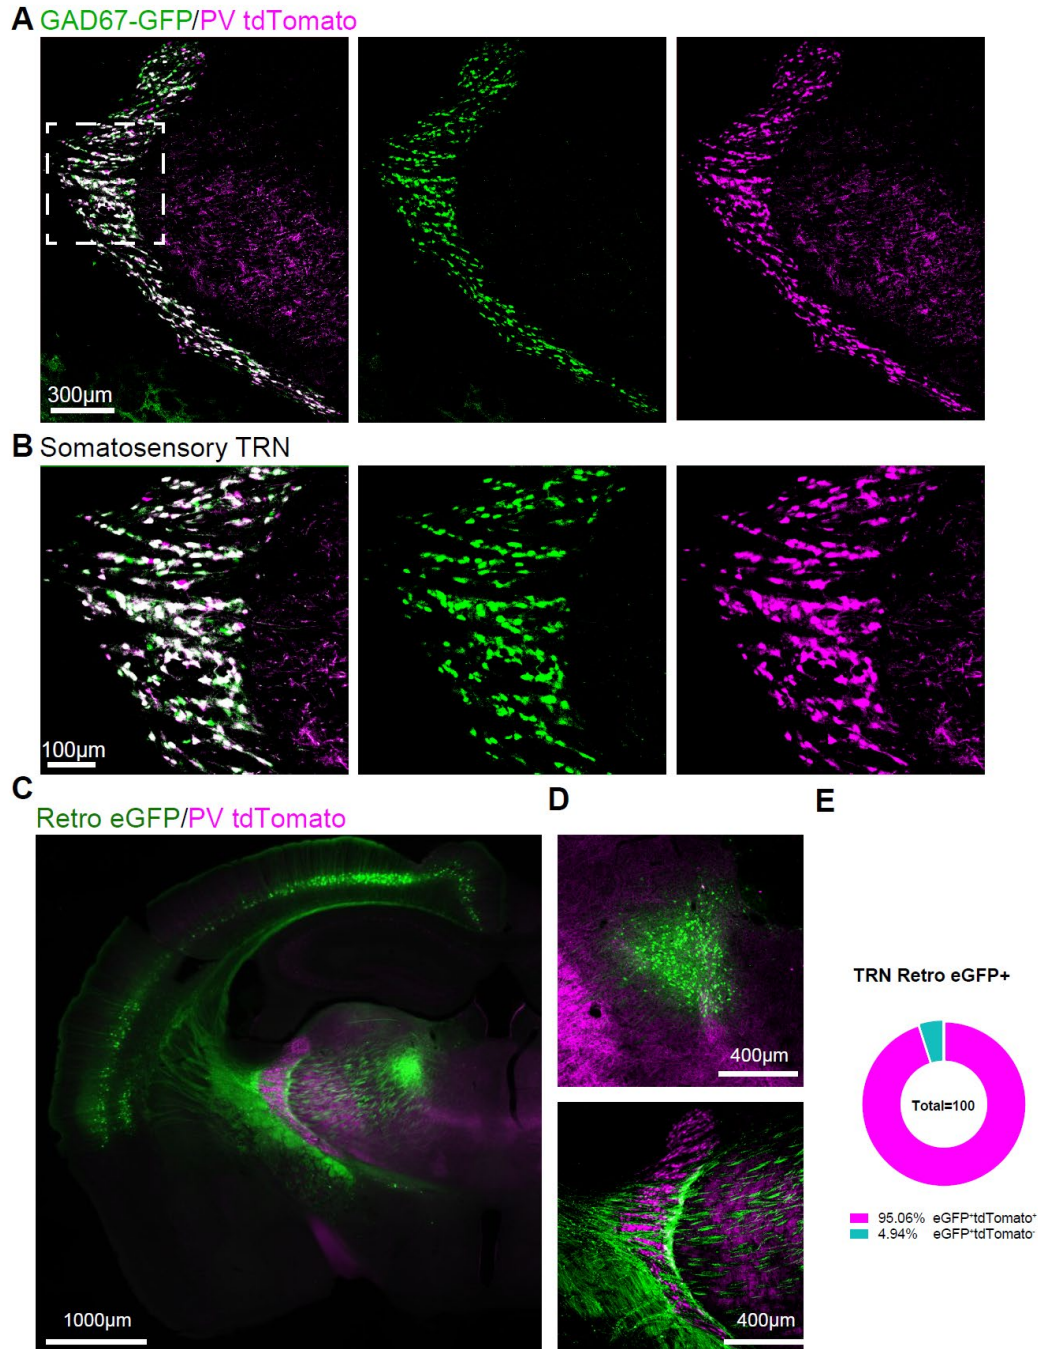 A GAD67-GFP/PV tdTomato
300µm
B Somatosensory TRN
100µm
C
Retro eGFP/PV tdTomato
1000µm
D
400µm
400µm
E
TRN Retro eGFP+
Total=100
95.06% eGFP⁺tdTomato⁺
4.94% eGFP⁺tdTomato⁻